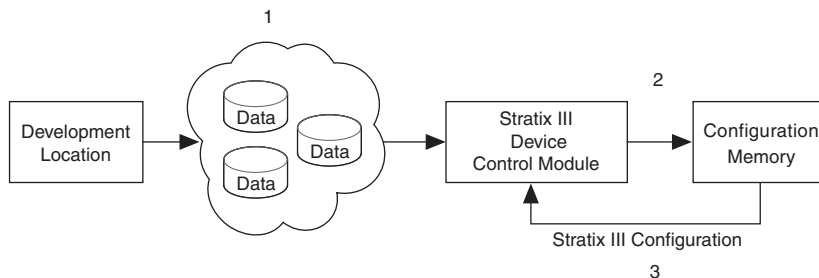 1
2
Development
Location
Data
Data
Data
Stratix III
Device
Control Module
Configuration
Memory
Stratix III Configuration
3